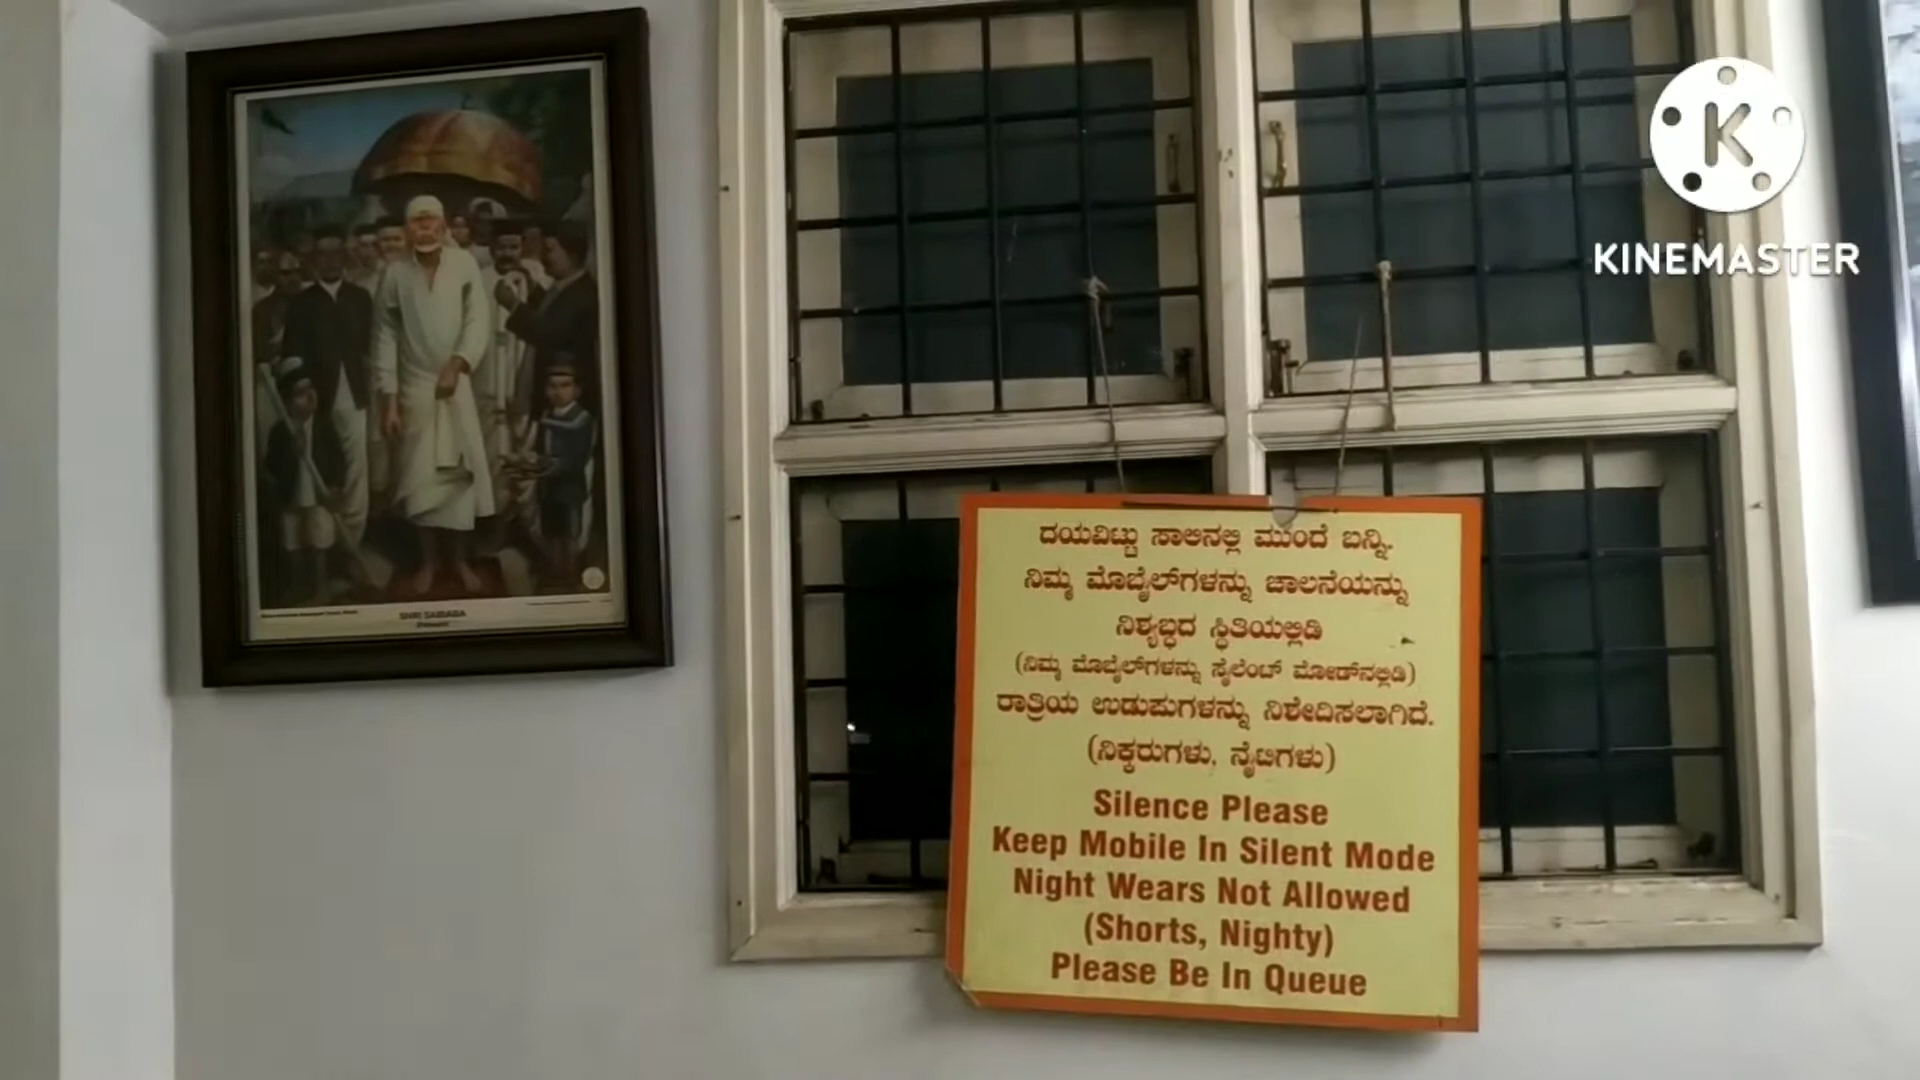 SHRI SAIBABA
K
KINEMASTER
ದಯವಿಟ್ಟು ಸಾಲಿನಲ್ಲಿ ಮುಂದೆ ಬನ್ನಿ.
ನಿಮ್ಮ ಮೊಬೈಲ್‌ಗಳನ್ನು ಚಾಲನೆಯನ್ನು
ನಿಶ್ಯಬ್ಧದ ಸ್ಥಿತಿಯಲ್ಲಿಡಿ
(ನಿಮ್ಮ ಮೊಬೈಲ್‌ಗಳನ್ನು ಸೈಲೆಂಟ್ ಮೋಡ್‌ನಲ್ಲಿಡಿ)
ರಾತ್ರಿಯ ಉಡುಪುಗಳನ್ನು ನಿಶೇದಿಸಲಾಗಿದೆ.
(ನಿಕ್ಕರುಗಳು, ನೈಟಿಗಳು)
Silence Please
Keep Mobile In Silent Mode
Night Wears Not Allowed
(Shorts, Nighty)
Please Be In Queue